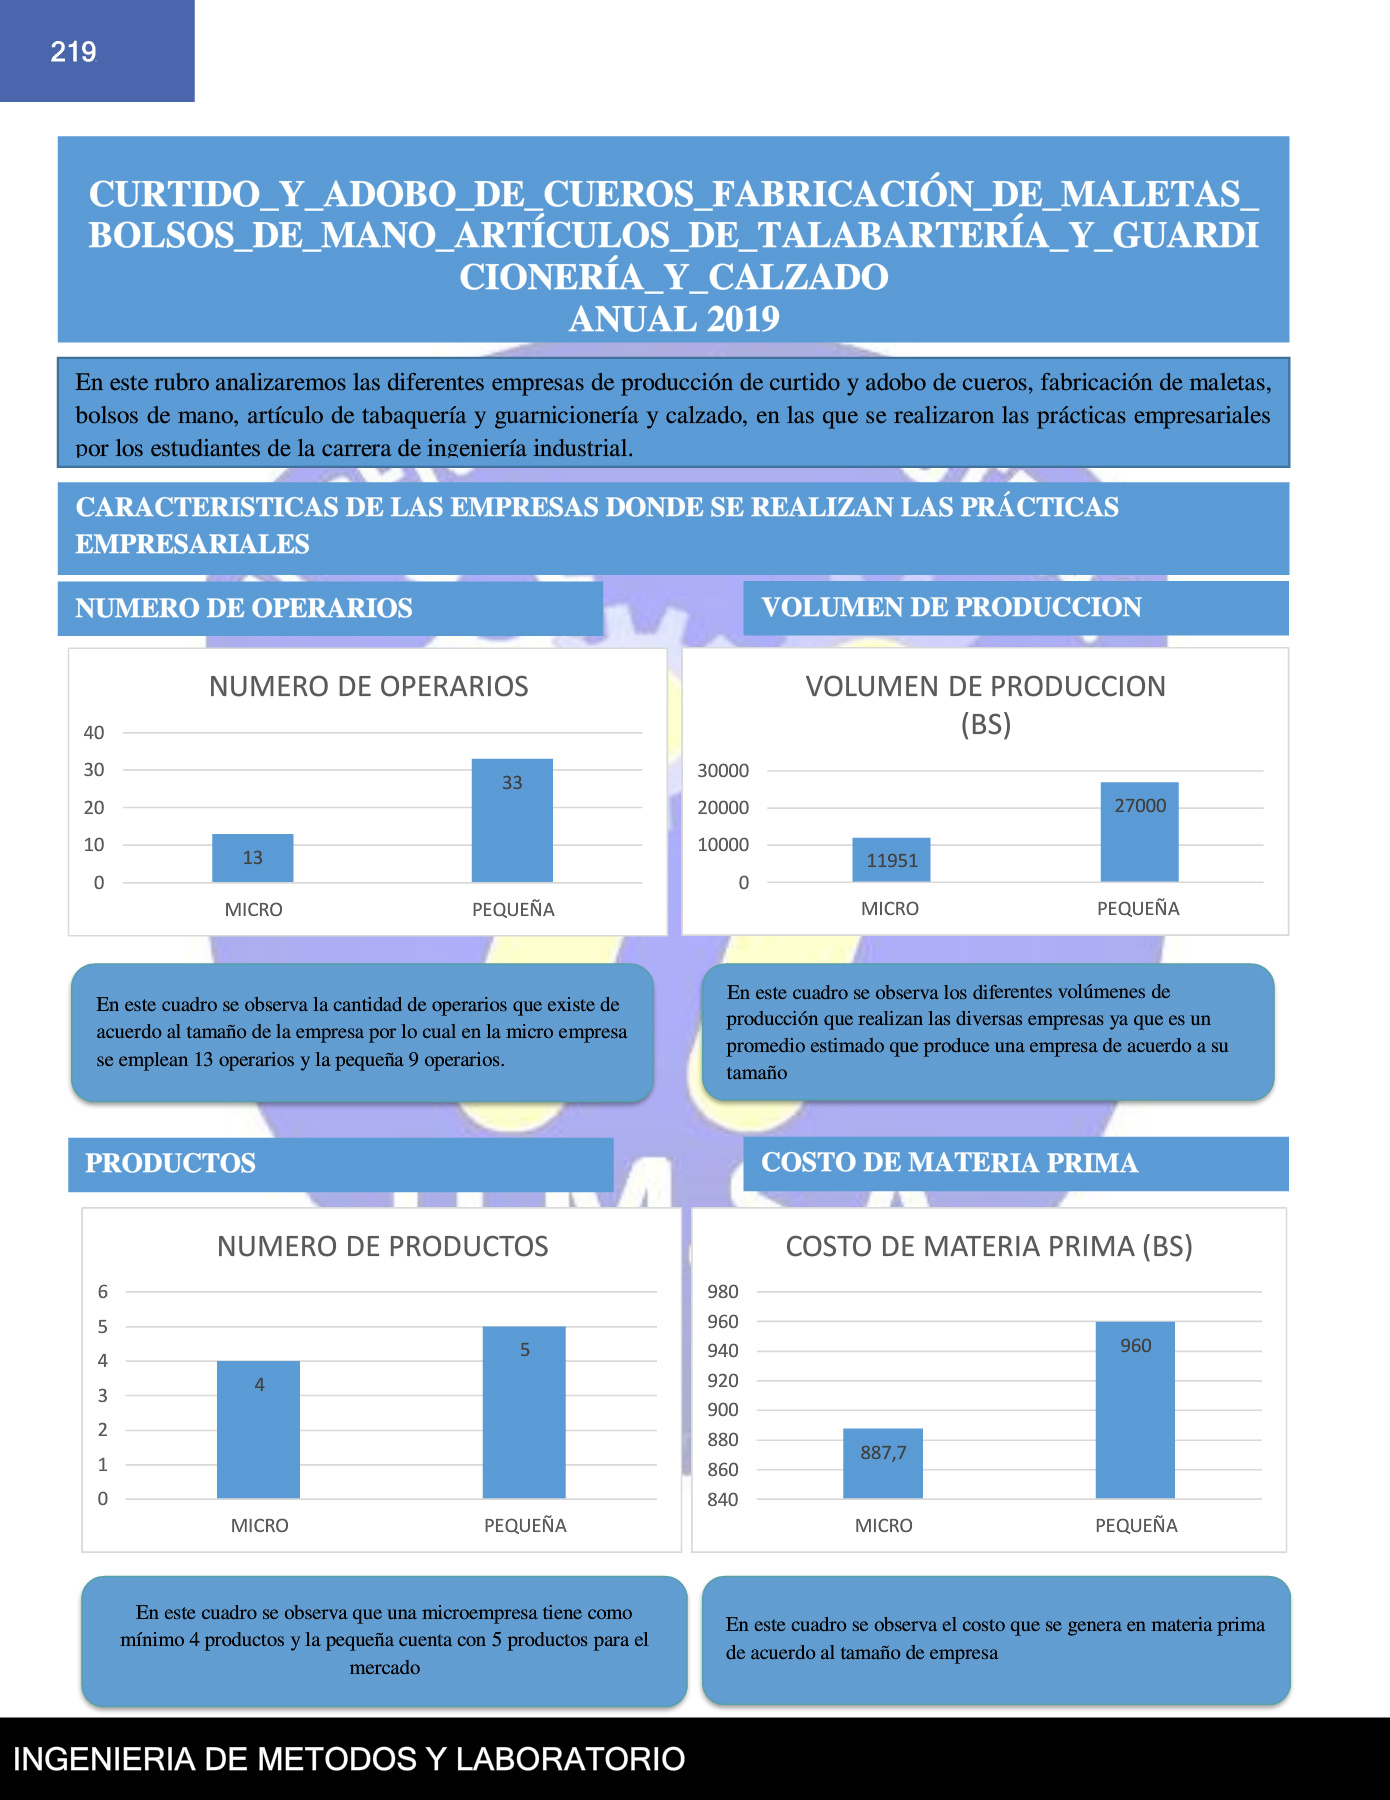 219
CURTIDO_Y_ADOBO_DE_CUEROS_FABRICACIÓN_DE_MALETAS_
BOLSOS_DE_MANO_ARTÍCULOS_DE_TALABARTERÍA_Y_GUARDI
CIONERÍA_Y_CALZADO
ANUAL 2019
En este rubro analizaremos las diferentes empresas de producción de curtido y adobo de cueros, fabricación de maletas,
bolsos de mano, artículo de tabaquería y guarnicionería y calzado, en las que se realizaron las prácticas empresariales
por los estudiantes de la carrera de ingeniería industrial.
CARACTERISTICAS DE LAS EMPRESAS DONDE SE REALIZAN LAS PRÁCTICAS
EMPRESARIALES
NUMERO DE OPERARIOS
NUMERO DE OPERARIOS
40
30
20
10
0
33
13
MICRO PEQUEÑA
En este cuadro se observa la cantidad de operarios que existe de
acuerdo al tamaño de la empresa por lo cual en la micro empresa
se emplean 13 operarios y la pequeña 9 operarios.
VOLUMEN DE PRODUCCION
VOLUMEN DE PRODUCCION
(BS)
30000
20000
10000
0
27000
11951
MICRO PEQUEÑA
En este cuadro se observa los diferentes volúmenes de
producción que realizan las diversas empresas ya que es un
promedio estimado que produce una empresa de acuerdo a su
tamaño
PRODUCTOS
NUMERO DE PRODUCTOS
6
5
4
3
2
1
0
5
4
MICRO PEQUEÑA
En este cuadro se observa que una microempresa tiene como
mínimo 4 productos y la pequeña cuenta con 5 productos para el
mercado
COSTO DE MATERIA PRIMA
COSTO DE MATERIA PRIMA (BS)
980
960
940
920
900
880
860
840
960
887,7
MICRO PEQUEÑA
En este cuadro se observa el costo que se genera en materia prima
de acuerdo al tamaño de empresa
INGENIERIA DE METODOS Y LABORATORIO